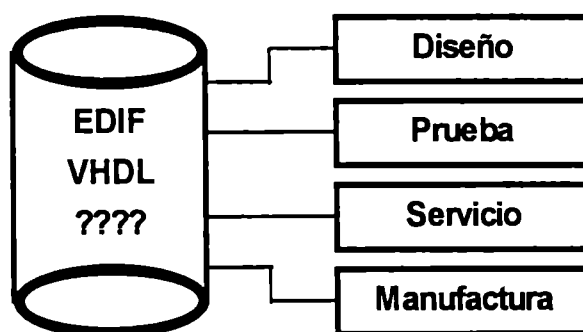 EDIF
VHDL
????
Diseño
Prueba
Servicio
Manufactura